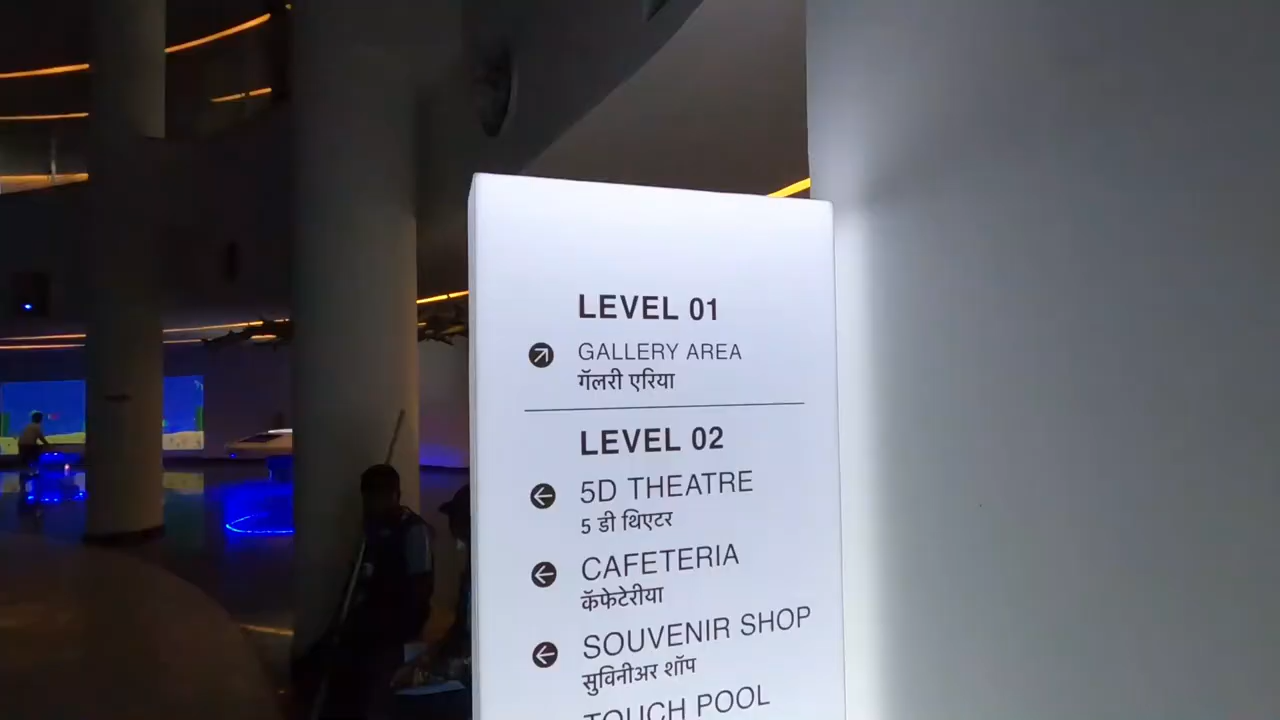 LEVEL 01
GALLERY AREA
गॅलरी एरिया
LEVEL 02
5D THEATRE
5 डी थिएटर
CAFETERIA
कॅफेटेरीया
SOUVENIR SHOP
सुविनीअर शॉप
TOUCH POOL